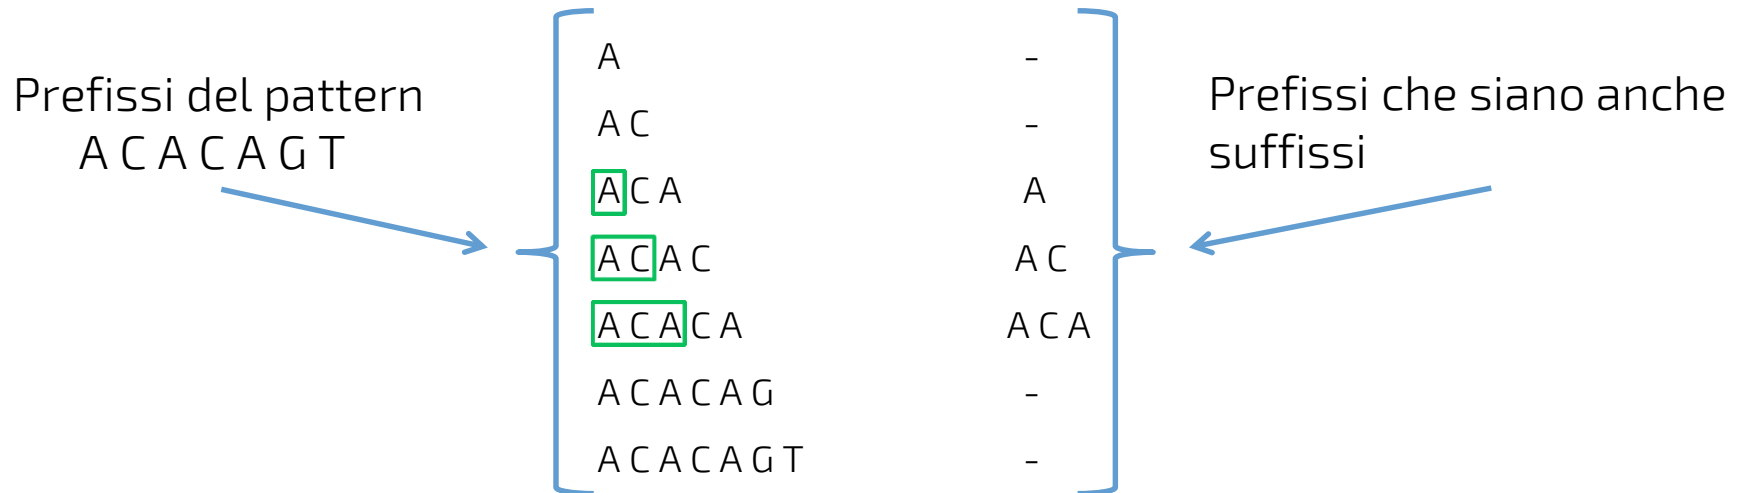 Prefissi del pattern
A C A C A G T
A -
A C -
A C A A
A C A C A C
A C A C A A C A
A C A C A G -
A C A C A G T -
Prefissi che siano anche
suffissi